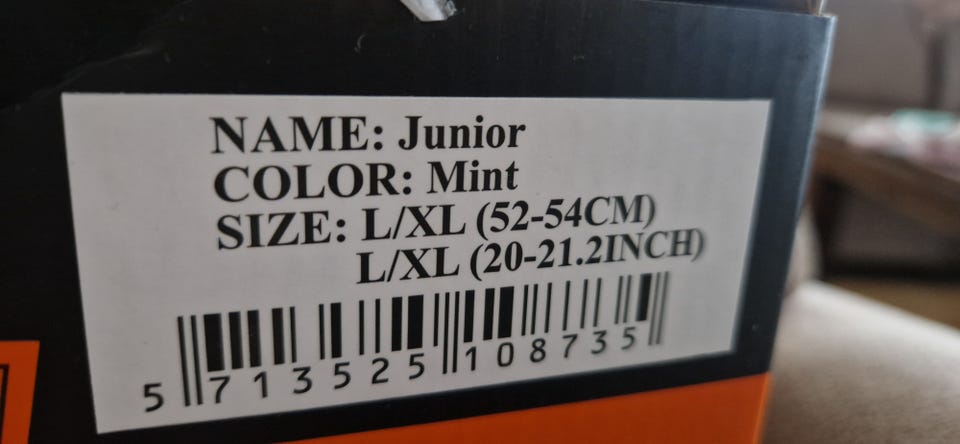 NAME: Junior
COLOR: Mint
SIZE: L/XL (52-54CM)
L/XL (20-21.2INCH)
5 713525 108735